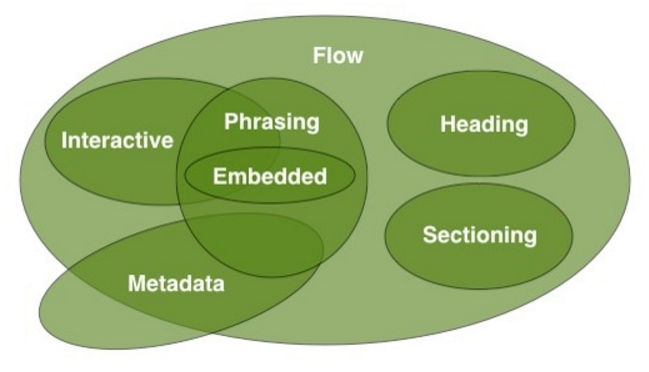 Flow
Phrasing
Heading
Interactive
Embedded
Sectioning
Metadata